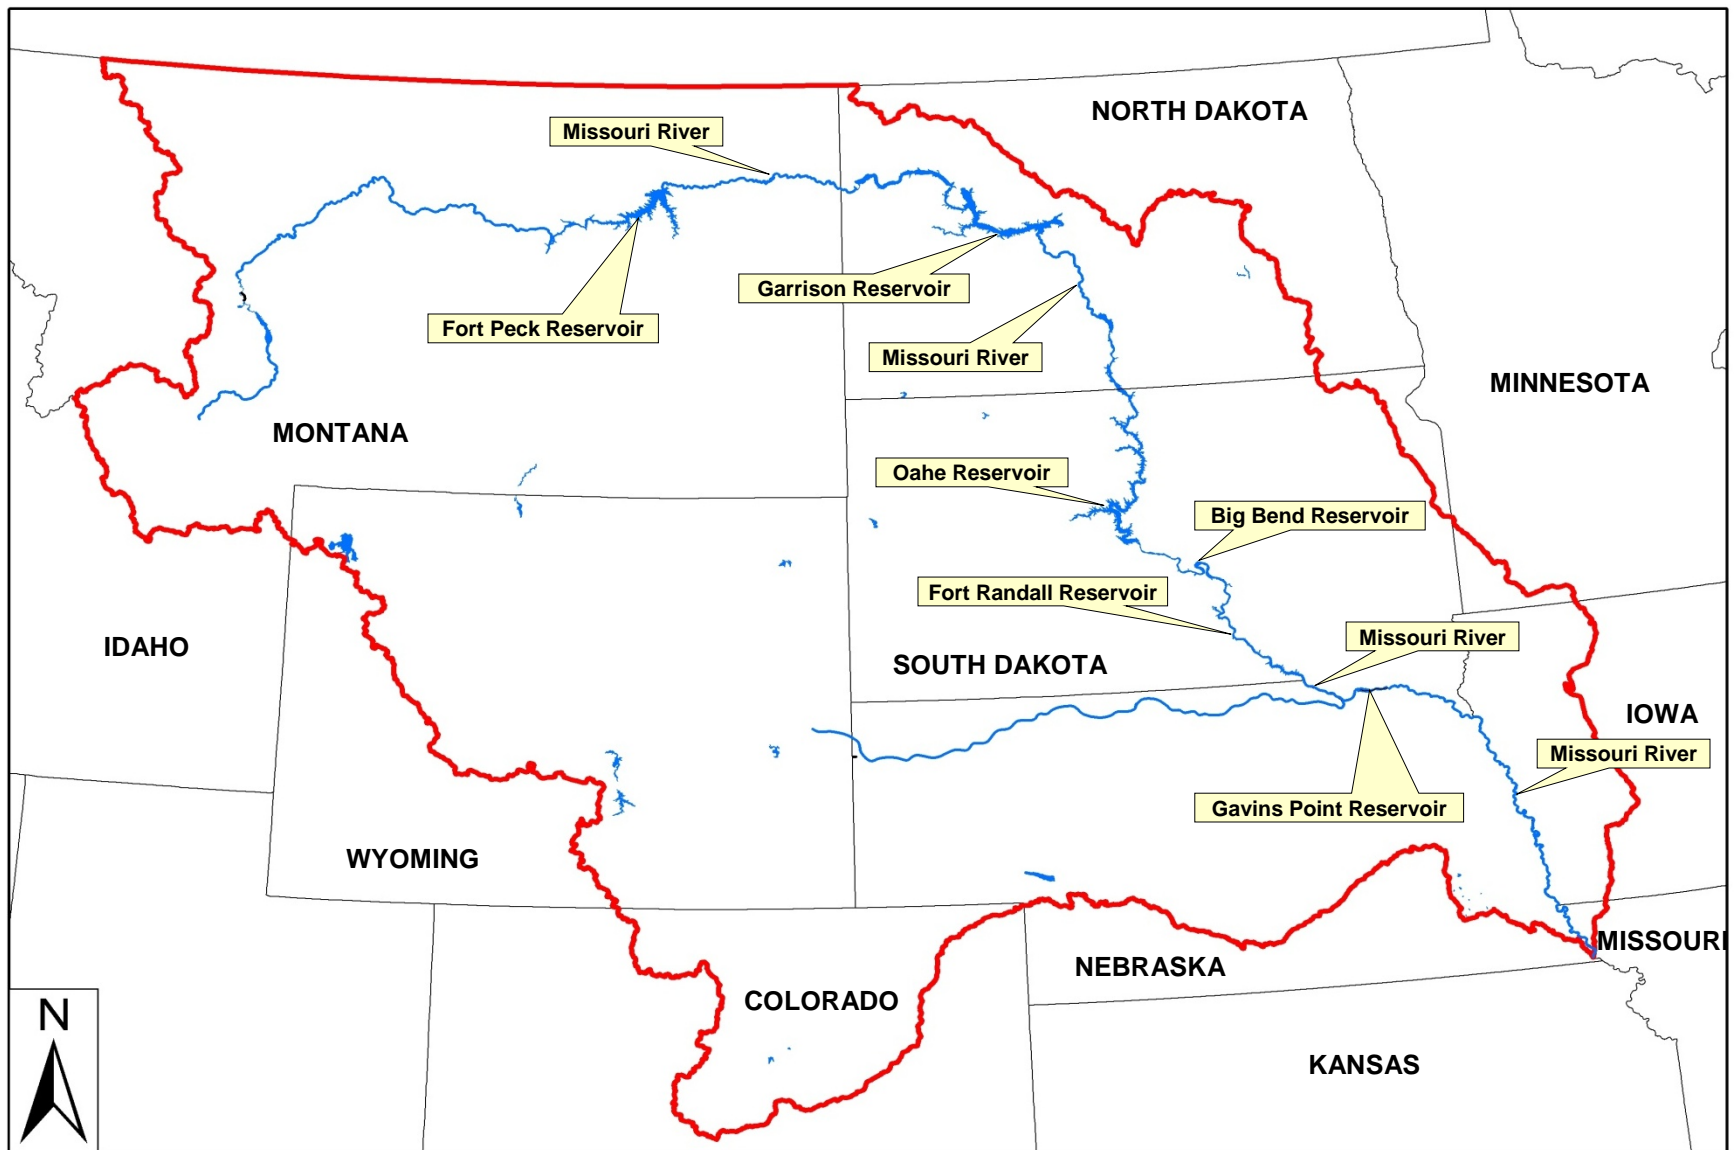 NORTH DAKOTA
Missouri River
Garrison Reservoir
Fort Peck Reservoir
Missouri River
MINNESOTA
MONTANA
Oahe Reservoir
Big Bend Reservoir
Fort Randall Reservoir
Missouri River
IDAHO
SOUTH DAKOTA
IOWA
Missouri River
Gavins Point Reservoir
WYOMING
MISSOURI
NEBRASKA
COLORADO
N
KANSAS